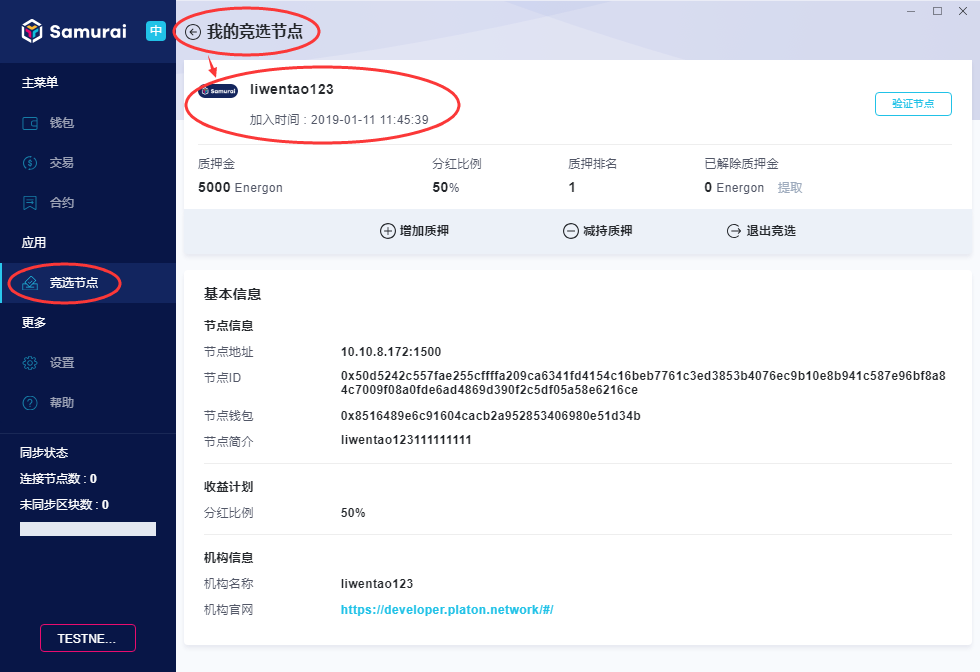 Samurai
中
主菜单
钱包
交易
合约
应用
竞选节点
更多
设置
帮助
同步状态
连接节点数 : 0
未同步区块数 : 0
TESTNE...
我的竞选节点
Samurai
liwentao123
加入时间 : 2019-01-11 11:45:39
验证节点
质押金 分红比例 质押排名 已解除质押金
5000 Energon 50% 1 0 Energon 提取
增加质押 减持质押 退出竞选
基本信息
节点信息
节点地址 10.10.8.172:1500
节点ID 0x50d5242c557fae255cffffa209ca6341fd4154c16beb7761c3ed3853b4076ec9b10e8b941c587e96bf8a8
4c7009f08a0fde6ad4869d390f2c5df05a58e6216ce
节点钱包 0x8516489e6c91604cacb2a952853406980e51d34b
节点简介 liwentao123111111111
收益计划
分红比例 50%
机构信息
机构名称 liwentao123
机构官网 https://developer.platon.network/#/